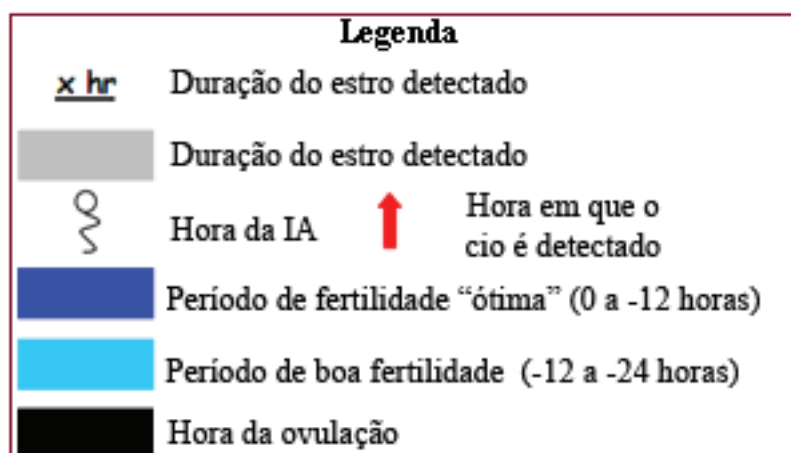 Legenda
x hr Duração do estro detectado
Duração do estro detectado
Hora da IA Hora em que o
cio é detectado
Período de fertilidade “ótima” (0 a -12 horas)
Período de boa fertilidade (-12 a -24 horas)
Hora da ovulação